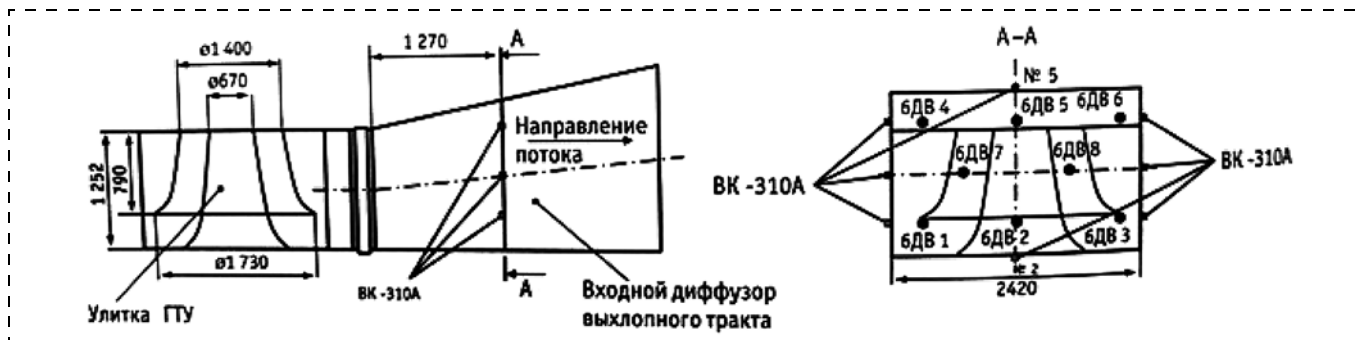 ø1 400
ø670
1 270
А
1 252
790
Направление
потока
ø1 730
ВК -310А
А
Улитка ГТУ
Входной диффузор
выхлопного тракта
А-А
№ 5
6ДВ 4
6ДВ 5
6ДВ 6
6ДВ 7
6ДВ 8
ВК -310А
ВК -310А
6ДВ 1
6ДВ 2
6ДВ 3
№ 2
2420